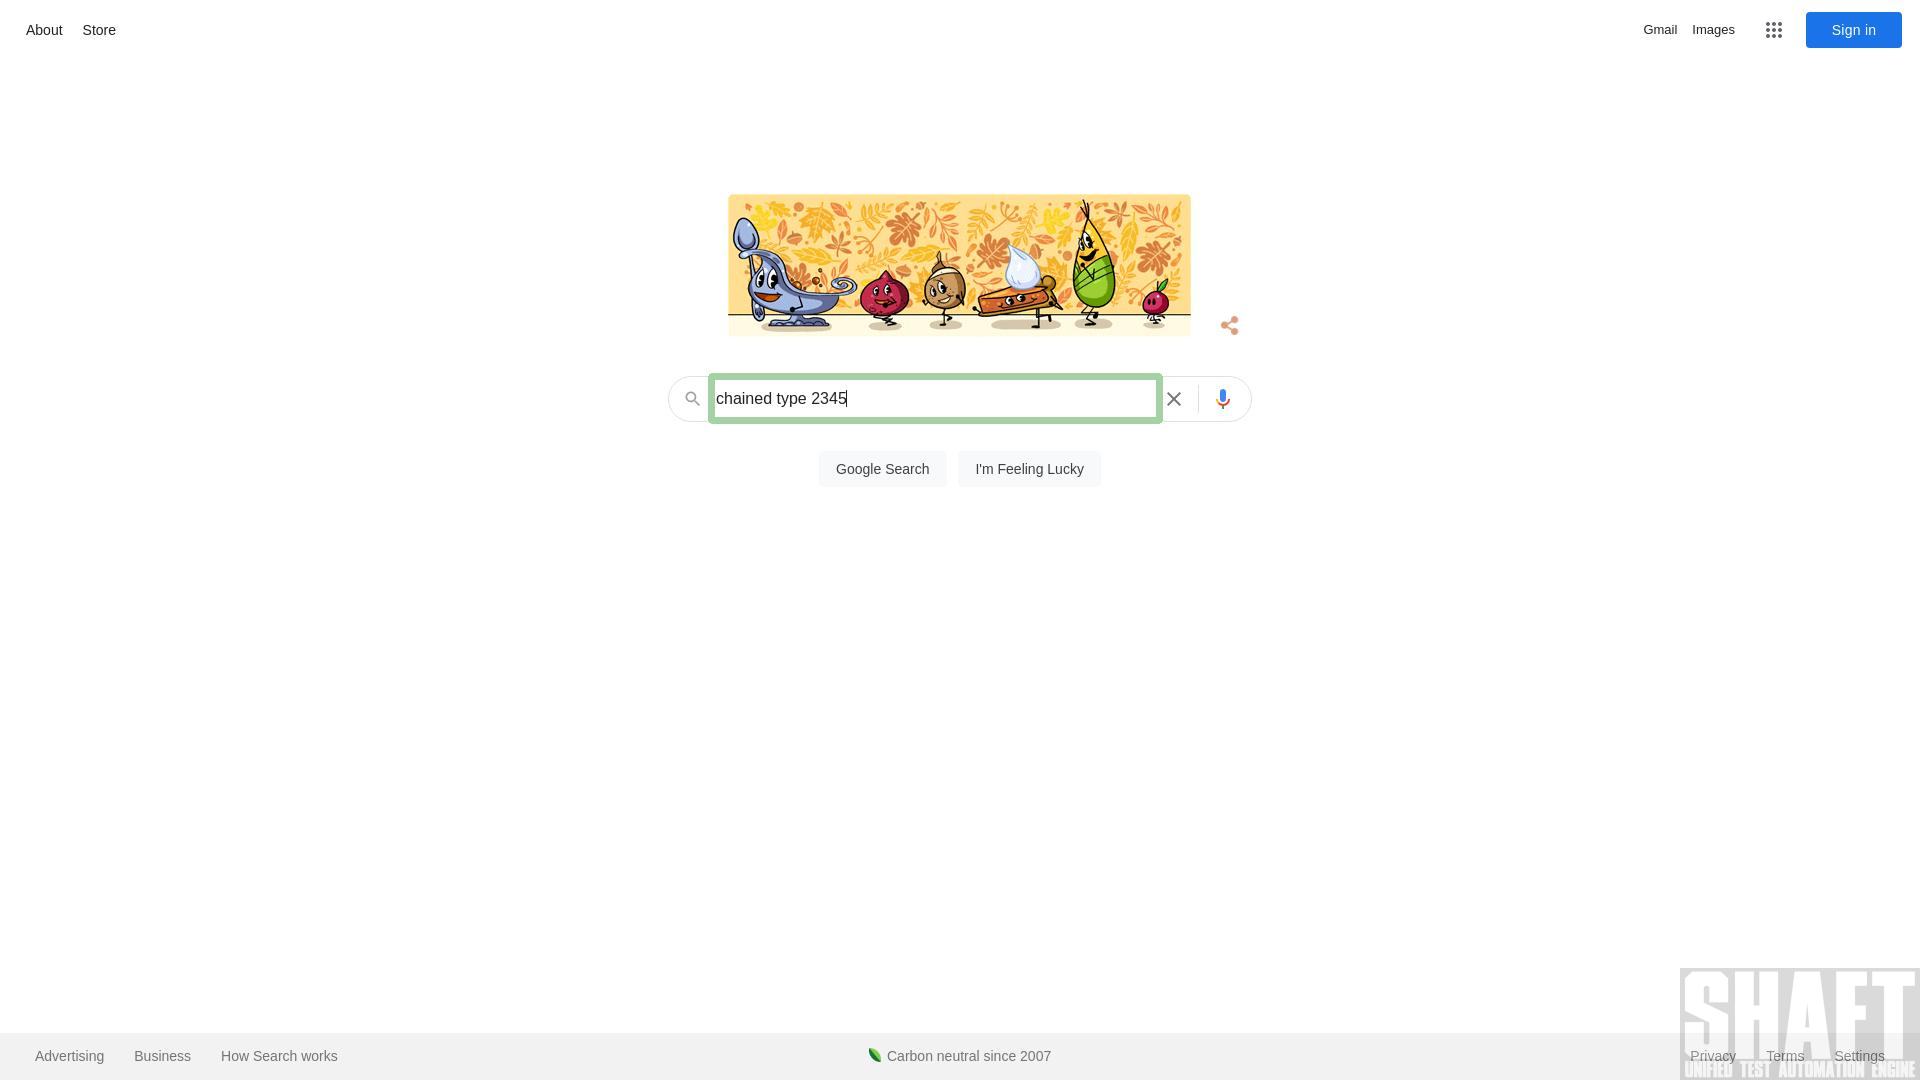 About Store Gmail Images Sign in
chained type 2345
Google Search I'm Feeling Lucky
SHAFT
Advertising Business How Search works Carbon neutral since 2007 Privacy Terms Settings
UNIFIED TEST AUTOMATION ENGINE